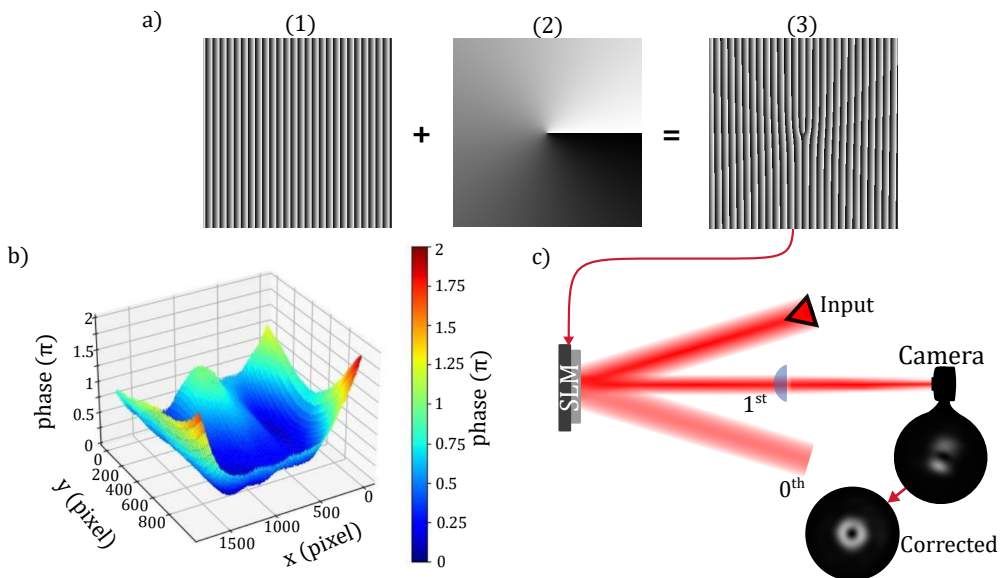 a)
(1)
(2)
(3)
+
=
b)
2
1.5
1
0.5
0
phase (π)
0
200
400
600
800
y (pixel)
1500
1000
500
0
x (pixel)
2
1.75
1.5
1.25
1
0.75
0.5
0.25
0
phase (π)
c)
Input
SLM
Camera
1st
0th
Corrected